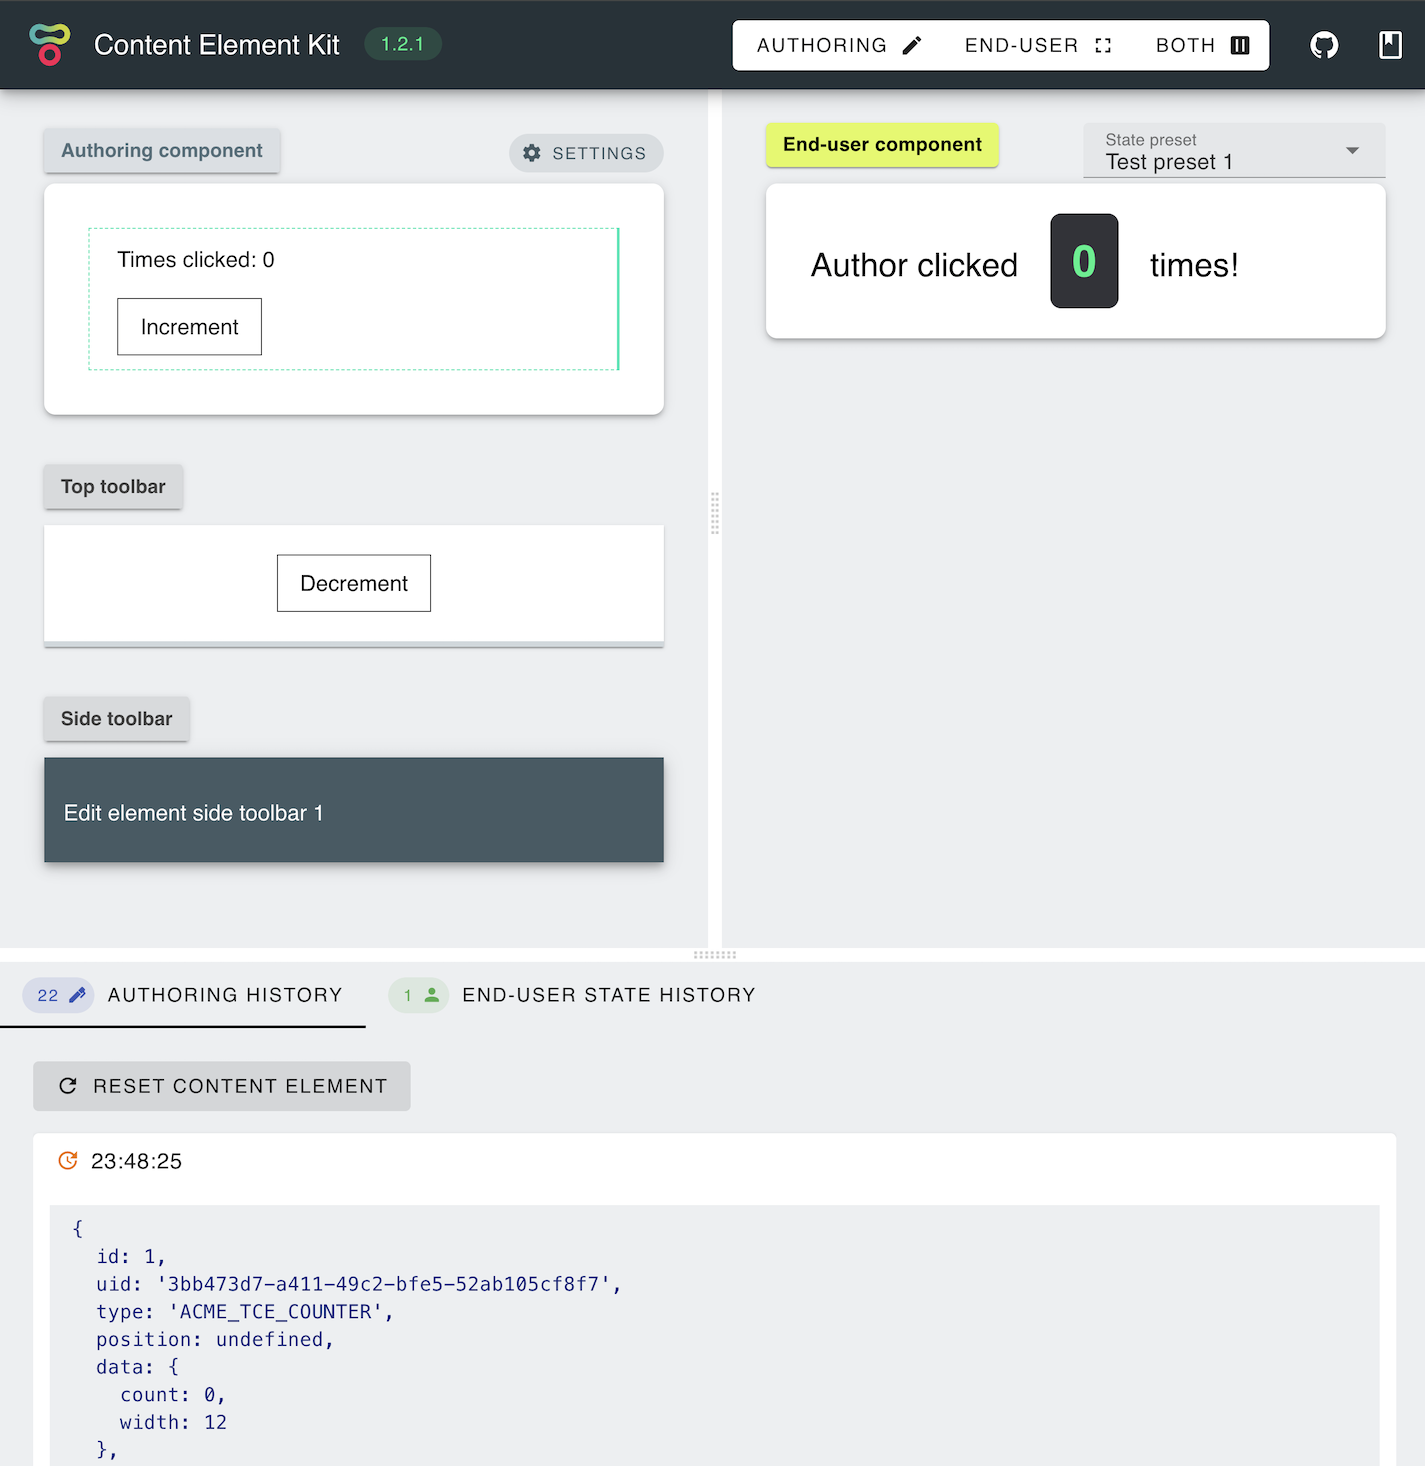 Content Element Kit 1.2.1 AUTHORING END-USER BOTH
Authoring component SETTINGS
Times clicked: 0
Increment
Top toolbar
Decrement
Side toolbar
Edit element side toolbar 1
End-user component
State preset
Test preset 1
Author clicked 0 times!
22 AUTHORING HISTORY 1 END-USER STATE HISTORY
RESET CONTENT ELEMENT
23:48:25
{
id: 1,
uid: '3bb473d7-a411-49c2-bfe5-52ab105cf8f7',
type: 'ACME_TCE_COUNTER',
position: undefined,
data: {
count: 0,
width: 12
},